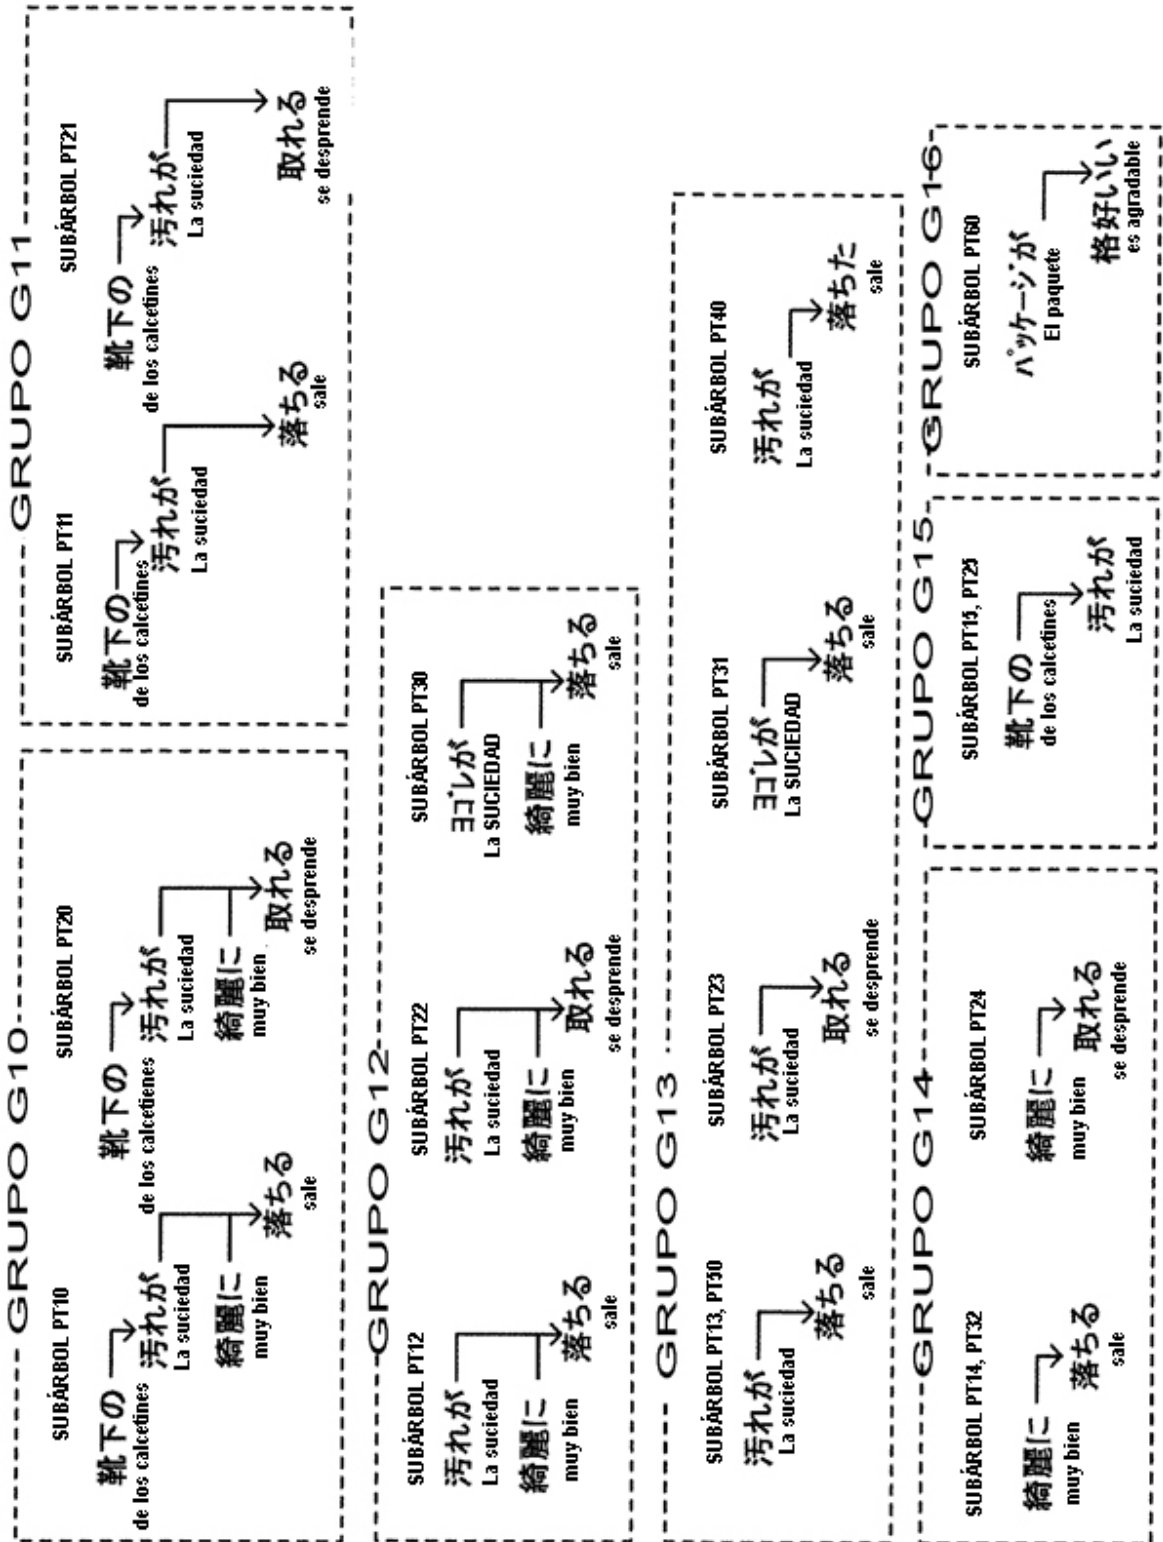 GRUPO G10
SUBÁRBOL PT10
靴下の
de los calcetines
汚れが
La suciedad
綺麗に
muy bien
落ちる
sale
SUBÁRBOL PT20
靴下の
de los calcetienes
汚れが
La suciedad
綺麗に
muy bien
取れる
se desprende
GRUPO G11
SUBÁRBOL PT11
靴下の
de los calcetines
汚れが
La suciedad
落ちる
sale
SUBÁRBOL PT21
靴下の
de los calcetines
汚れが
La suciedad
取れる
se desprende
GRUPO G12
SUBÁRBOL PT12
汚れが
La suciedad
綺麗に
muy bien
落ちる
sale
SUBÁRBOL PT22
汚れが
La suciedad
綺麗に
muy bien
取れる
se desprende
SUBÁRBOL PT30
ヨゴレが
La SUCIEDAD
綺麗に
muy bien
落ちる
sale
GRUPO G13
SUBÁRBOL PT13, PT50
汚れが
La suciedad
落ちる
sale
SUBÁRBOL PT23
汚れが
La suciedad
取れる
se desprende
SUBÁRBOL PT31
ヨゴレが
La SUCIEDAD
落ちる
sale
SUBÁRBOL PT40
汚れが
La suciedad
落ちた
sale
GRUPO G14
SUBÁRBOL PT14, PT32
綺麗に
muy bien
落ちる
sale
SUBÁRBOL PT24
綺麗に
muy bien
取れる
se desprende
GRUPO G15
SUBÁRBOL PT15, PT25
靴下の
de los calcetines
汚れが
La suciedad
GRUPO G16
SUBÁRBOL PT60
パッケージが
El paquete
格好いい
es agradable